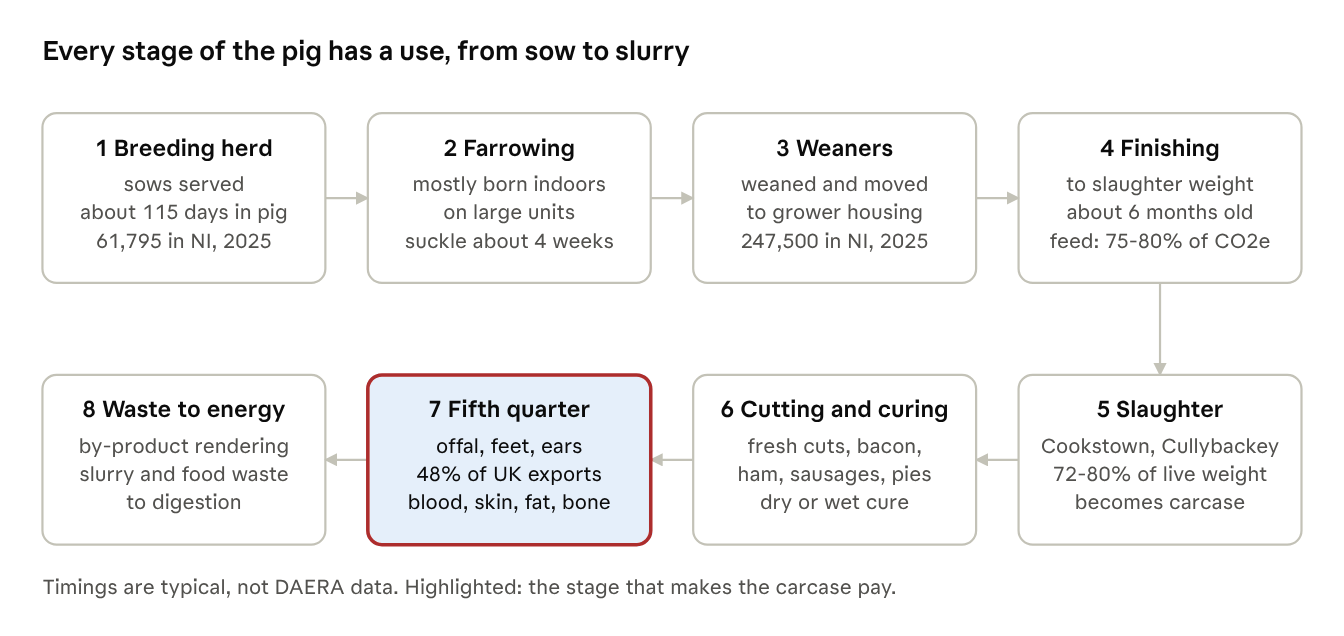 Every stage of the pig has a use, from sow to slurry
1 Breeding herd
sows served
about 115 days in pig
61,795 in NI, 2025
2 Farrowing
mostly born indoors
on large units
suckle about 4 weeks
3 Weaners
weaned and moved
to grower housing
247,500 in NI, 2025
4 Finishing
to slaughter weight
about 6 months old
feed: 75-80% of CO2e
5 Slaughter
Cookstown, Cullybackey
72-80% of live weight
becomes carcase
6 Cutting and curing
fresh cuts, bacon,
ham, sausages, pies
dry or wet cure
7 Fifth quarter
offal, feet, ears
48% of UK exports
blood, skin, fat, bone
8 Waste to energy
by-product rendering
slurry and food waste
to digestion
Timings are typical, not DAERA data. Highlighted: the stage that makes the carcase pay.